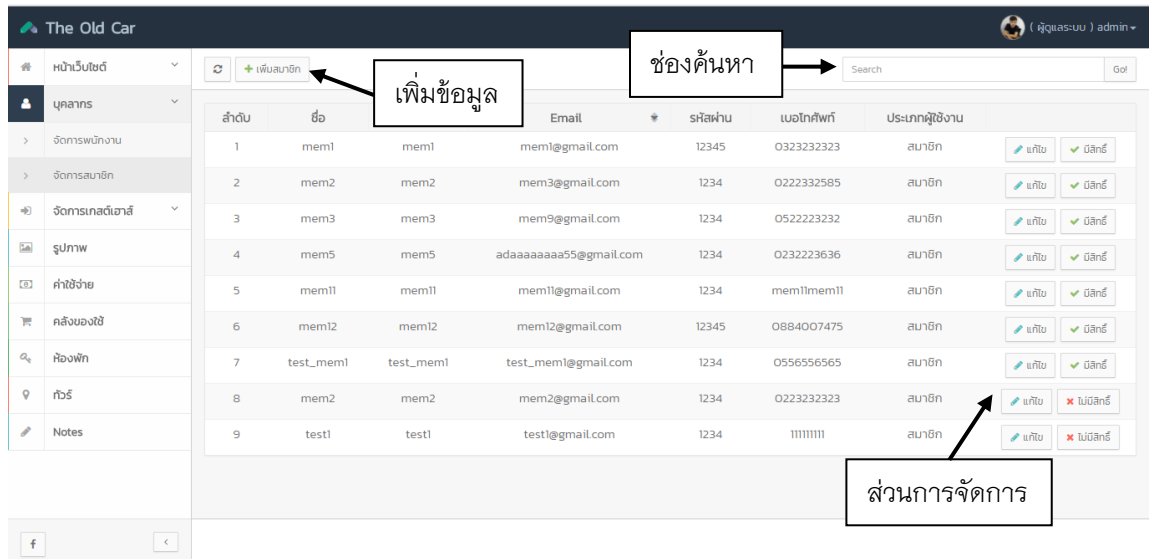 The Old Car
( ผู้ดูแลระบบ ) admin
หน้าเว็บไซต์
เพิ่มสมาชิก
เพิ่มข้อมูล
ช่องค้นหา
Search
Go!
บุคลากร
จัดการพนักงาน
จัดการสมาชิก
จัดการเกสต์เฮาส์
รูปภาพ
ค่าใช้จ่าย
คลังของใช้
ห้องพัก
ทัวร์
Notes
ลำดับ ชื่อ Email รหัสผ่าน เบอโทศัพท์ ประเภทผู้ใช้งาน
1 mem1 mem1 mem1@gmail.com 12345 0323232323 สมาชิก แก้ไข มีสิทธิ์
2 mem2 mem2 mem3@gmail.com 1234 0222332585 สมาชิก แก้ไข มีสิทธิ์
3 mem3 mem3 mem9@gmail.com 1234 0522223232 สมาชิก แก้ไข มีสิทธิ์
4 mem5 mem5 adaaaaaaaa55@gmail.com 1234 0232223636 สมาชิก แก้ไข มีสิทธิ์
5 mem11 mem11 mem11@gmail.com 1234 mem11mem11 สมาชิก แก้ไข มีสิทธิ์
6 mem12 mem12 mem12@gmail.com 12345 0884007475 สมาชิก แก้ไข มีสิทธิ์
7 test_mem1 test_mem1 test_mem1@gmail.com 1234 0556556565 สมาชิก แก้ไข มีสิทธิ์
8 mem2 mem2 mem2@gmail.com 1234 0223232323 สมาชิก แก้ไข ไม่มีสิทธิ์
9 test1 test1 test1@gmail.com 1234 111111111 สมาชิก แก้ไข ไม่มีสิทธิ์
ส่วนการจัดการ